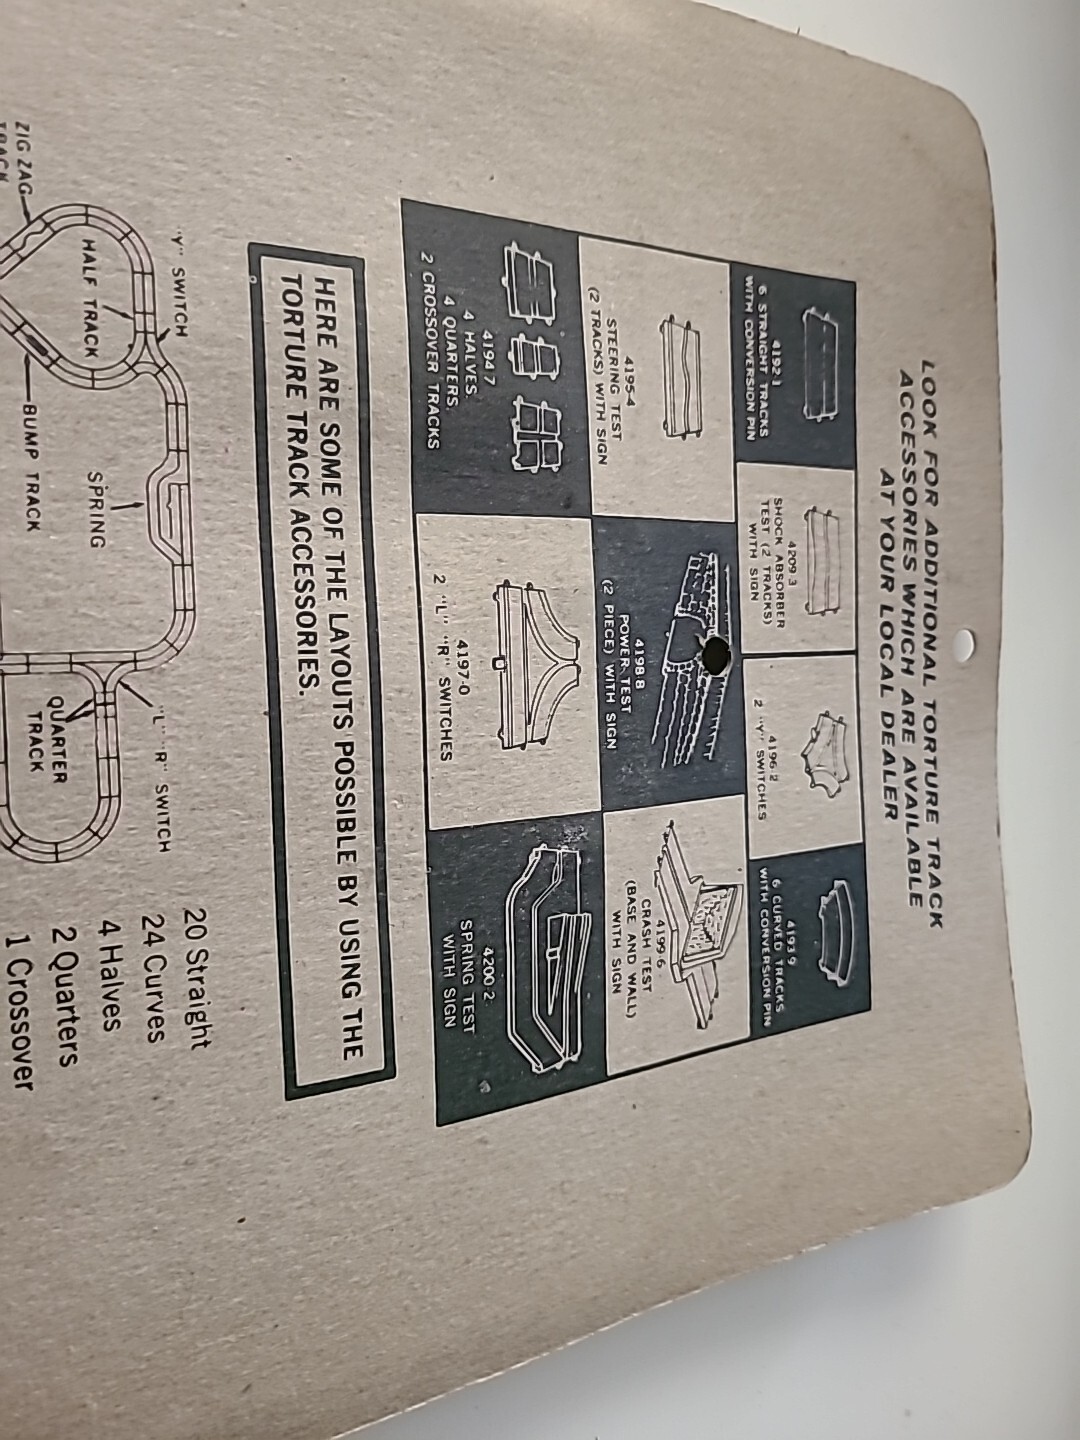 LOOK FOR ADDITIONAL TORTURE TRACK
ACCESSORIES WHICH ARE AVAILABLE
AT YOUR LOCAL DEALER
4192-1
6 STRAIGHT TRACKS
WITH CONVERSION PIN
4209-3
SHOCK ABSORBER
TEST (2 TRACKS)
WITH SIGN
4196-2
2 "Y" SWITCHES
4193-9
6 CURVED TRACKS
WITH CONVERSION PIN
4195-4
STEERING TEST
(2 TRACKS) WITH SIGN
4198-8
POWER TEST
(2 PIECE) WITH SIGN
4199-6
CRASH TEST
(BASE AND WALL)
WITH SIGN
4194-7
4 HALVES,
4 QUARTERS,
2 CROSSOVER TRACKS
4197-0
2 "L" "R" SWITCHES
4200-2
SPRING TEST
WITH SIGN
HERE ARE SOME OF THE LAYOUTS POSSIBLE BY USING THE
TORTURE TRACK ACCESSORIES.
"Y" SWITCH
HALF TRACK
ZIG ZAG
TRACK
BUMP TRACK
SPRING
"L" "R" SWITCH
QUARTER
TRACK
20 Straight
24 Curves
4 Halves
2 Quarters
1 Crossover